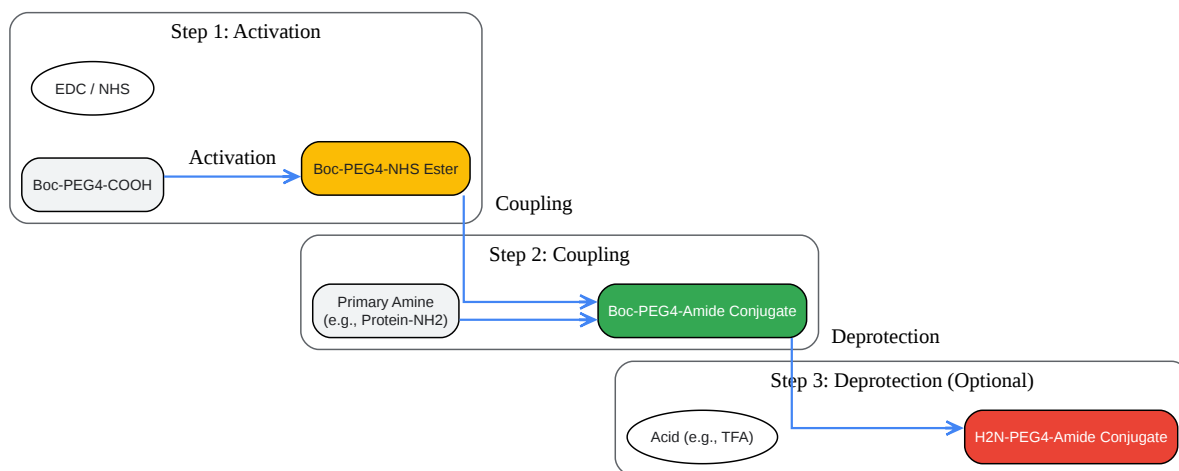 Step 1: Activation
EDC / NHS
Activation
Boc-PEG4-COOH
Boc-PEG4-NHS Ester
Coupling
Step 2: Coupling
Primary Amine
(e.g., Protein-NH2)
Boc-PEG4-Amide Conjugate
Deprotection
Step 3: Deprotection (Optional)
Acid (e.g., TFA)
H2N-PEG4-Amide Conjugate